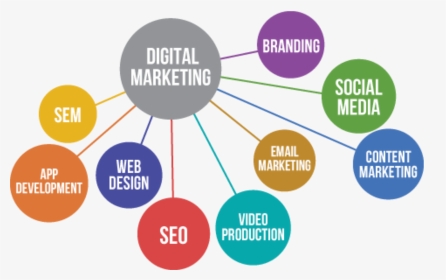 DIGITAL
MARKETING
BRANDING
SOCIAL
MEDIA
CONTENT
MARKETING
EMAIL
MARKETING
VIDEO
PRODUCTION
SEO
WEB
DESIGN
APP
DEVELOPMENT
SEM